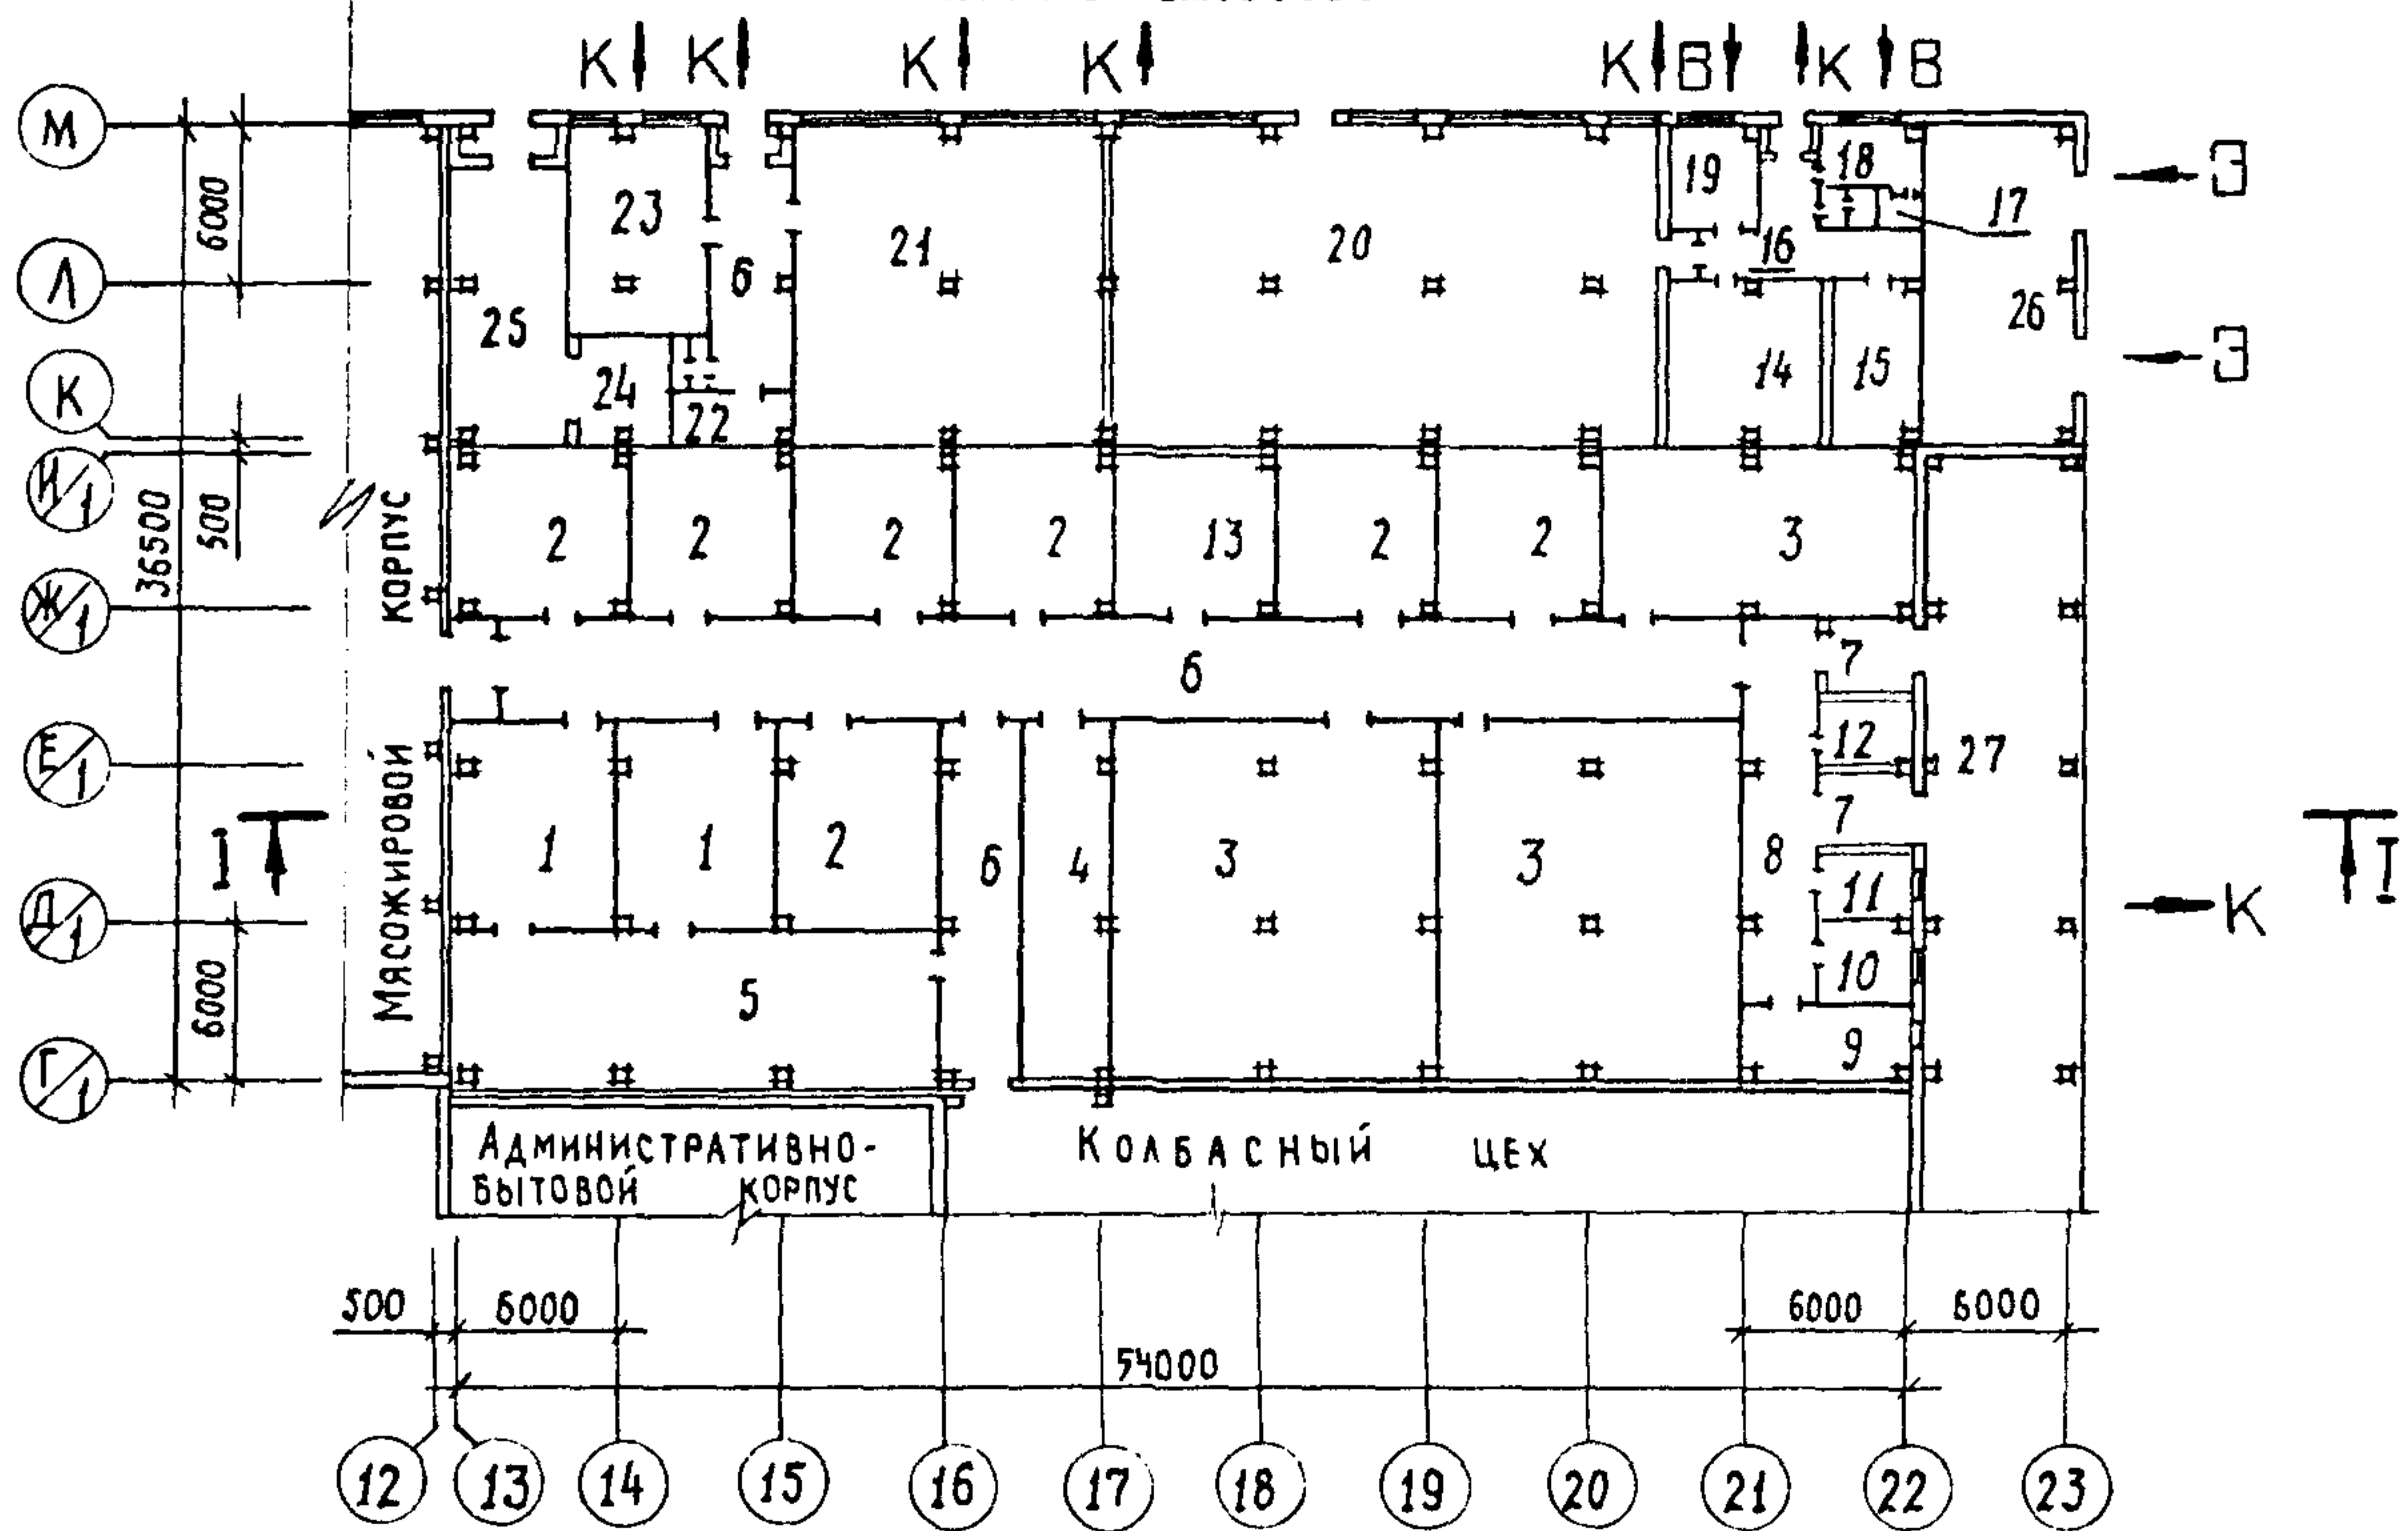 К К К К К В К В
М
6000
23
19
18
З
17
Л
25
6
21
20
16
26
К
24
22
14
15
З
И/1
36500
500
КОРПУС
2 2 2 2 13 2 2 3
Ж/1
6
7
Е/1
12
27
I
МЯСОЖИРОВОЙ
1 1 2 6 4 3 3 8
7
I
Д/1
11
К
10
6000
5
9
Г/1
АДМИНИСТРАТИВНО-
БЫТОВОЙ КОРПУС
КОЛБАСНЫЙ ЦЕХ
500 6000 6000 6000
54000
12 13 14 15 16 17 18 19 20 21 22 23